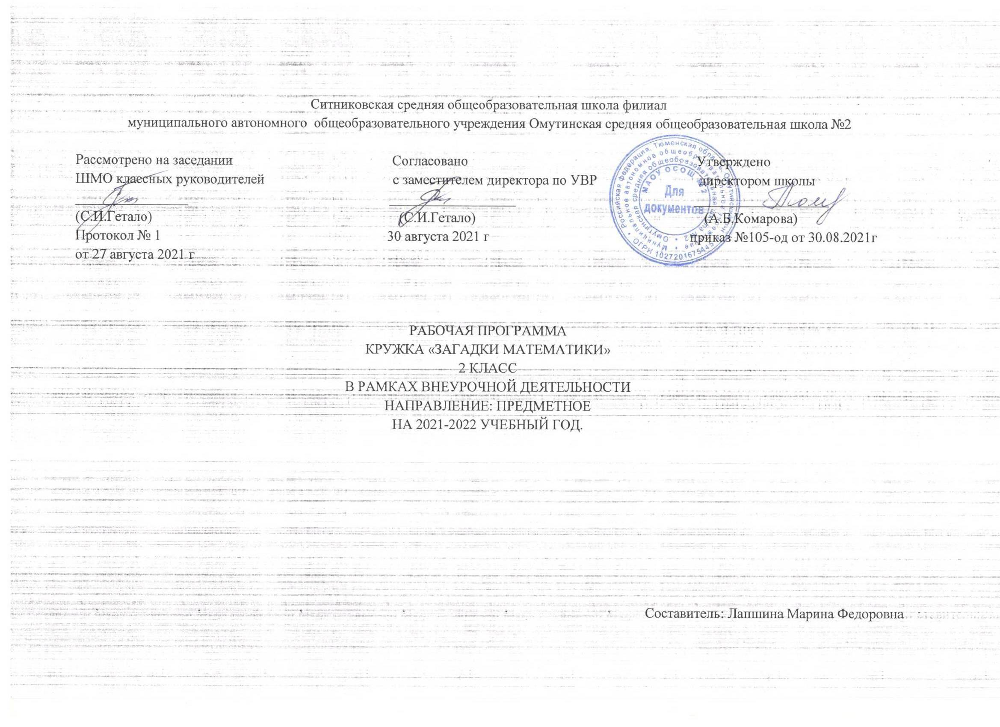 Ситниковская средняя общеобразовательная школа филиал
муниципального автономного общеобразовательного учреждения Омутинская средняя общеобразовательная школа №2
Рассмотрено на заседании
ШМО классных руководителей
(С.И.Гетало)
Протокол № 1
от 27 августа 2021 г
Согласовано
с заместителем директора по УВР
(С.И.Гетало)
30 августа 2021 г
Утверждено
директором школы
(А.Б.Комарова)
приказ №105-од от 30.08.2021г
Российская Федерация, Тюменская область, Омутинский р-н
ОГРН 1027201675445
Муниципальное автономное общеобразовательное учреждение
Омутинская средняя общеобразовательная школа №2
МАОУ ОСОШ №2
Для
документов
РАБОЧАЯ ПРОГРАММА
КРУЖКА «ЗАГАДКИ МАТЕМАТИКИ»
2 КЛАСС
В РАМКАХ ВНЕУРОЧНОЙ ДЕЯТЕЛЬНОСТИ
НАПРАВЛЕНИЕ: ПРЕДМЕТНОЕ
НА 2021-2022 УЧЕБНЫЙ ГОД.
Составитель: Лапшина Марина Федоровна